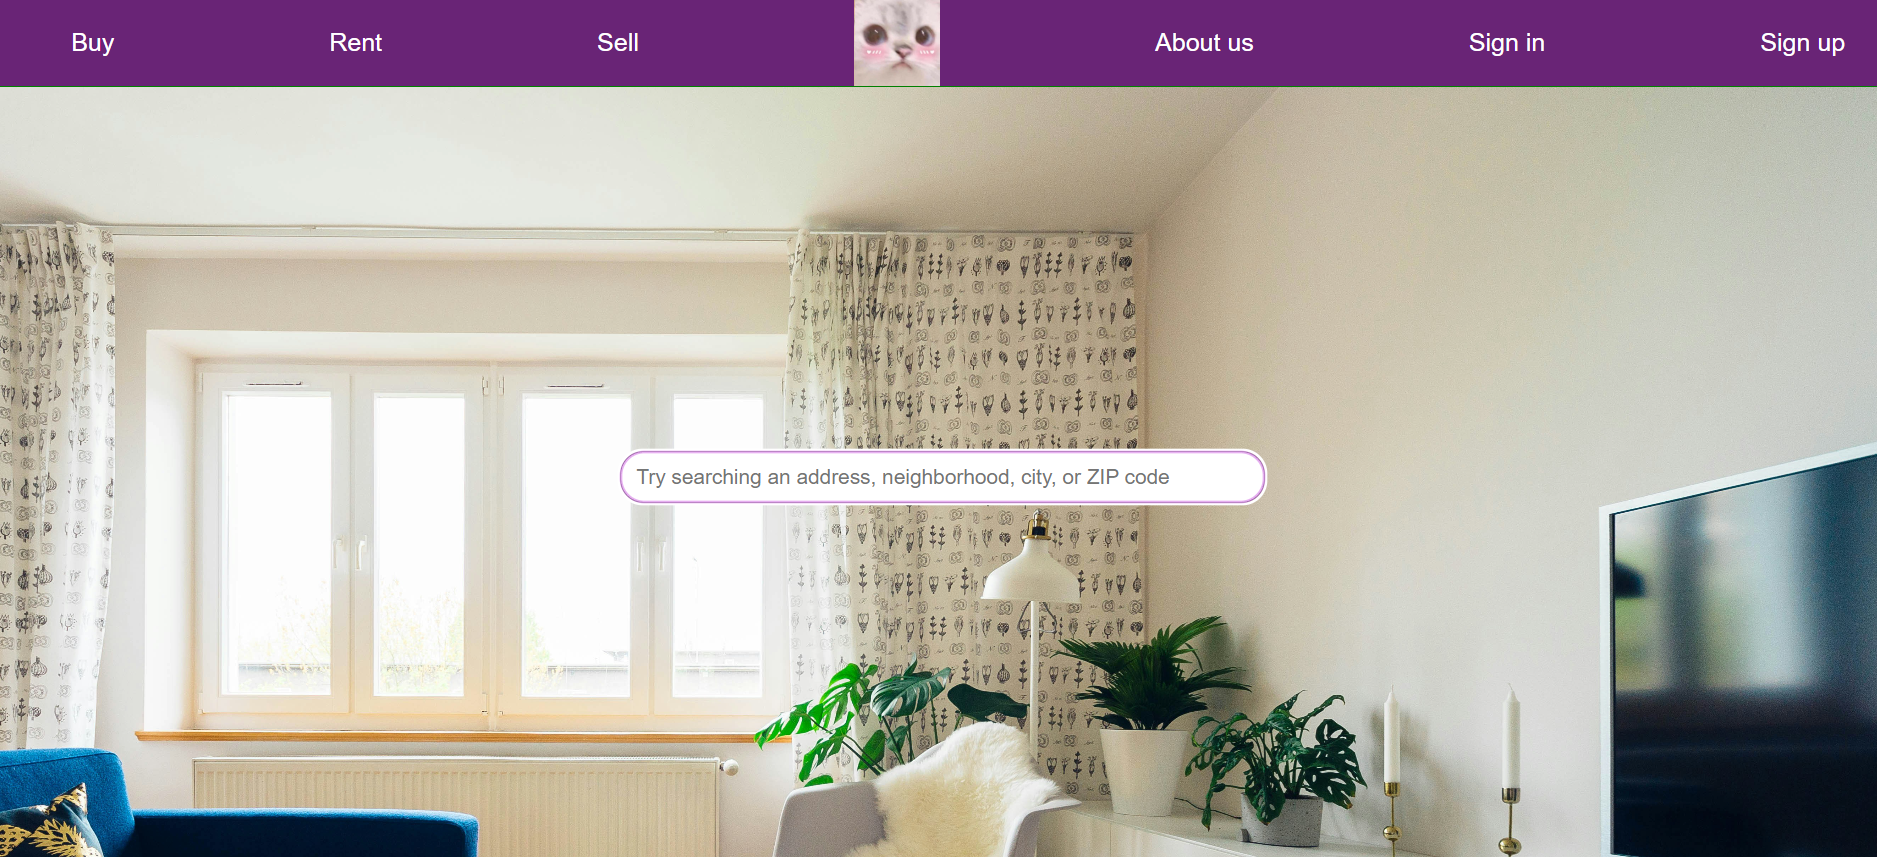 Buy
Rent
Sell
About us
Sign in
Sign up
Try searching an address, neighborhood, city, or ZIP code